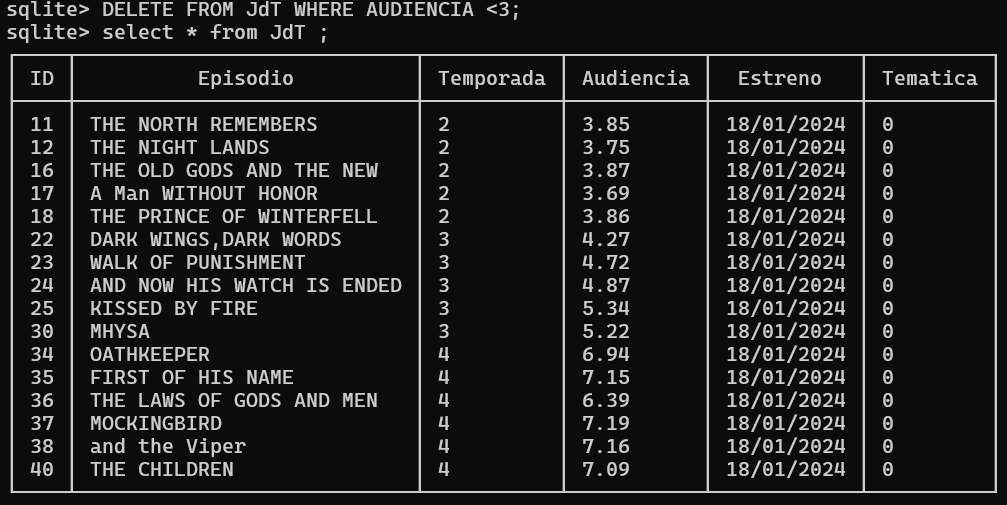 sqlite> DELETE FROM JdT WHERE AUDIENCIA <3;
sqlite> select * from JdT ;
ID Episodio Temporada Audiencia Estreno Tematica
11 THE NORTH REMEMBERS 2 3.85 18/01/2024 0
12 THE NIGHT LANDS 2 3.75 18/01/2024 0
16 THE OLD GODS AND THE NEW 2 3.87 18/01/2024 0
17 A Man WITHOUT HONOR 2 3.69 18/01/2024 0
18 THE PRINCE OF WINTERFELL 2 3.86 18/01/2024 0
22 DARK WINGS,DARK WORDS 3 4.27 18/01/2024 0
23 WALK OF PUNISHMENT 3 4.72 18/01/2024 0
24 AND NOW HIS WATCH IS ENDED 3 4.87 18/01/2024 0
25 KISSED BY FIRE 3 5.34 18/01/2024 0
30 MHYSA 3 5.22 18/01/2024 0
34 OATHKEEPER 4 6.94 18/01/2024 0
35 FIRST OF HIS NAME 4 7.15 18/01/2024 0
36 THE LAWS OF GODS AND MEN 4 6.39 18/01/2024 0
37 MOCKINGBIRD 4 7.19 18/01/2024 0
38 and the Viper 4 7.16 18/01/2024 0
40 THE CHILDREN 4 7.09 18/01/2024 0